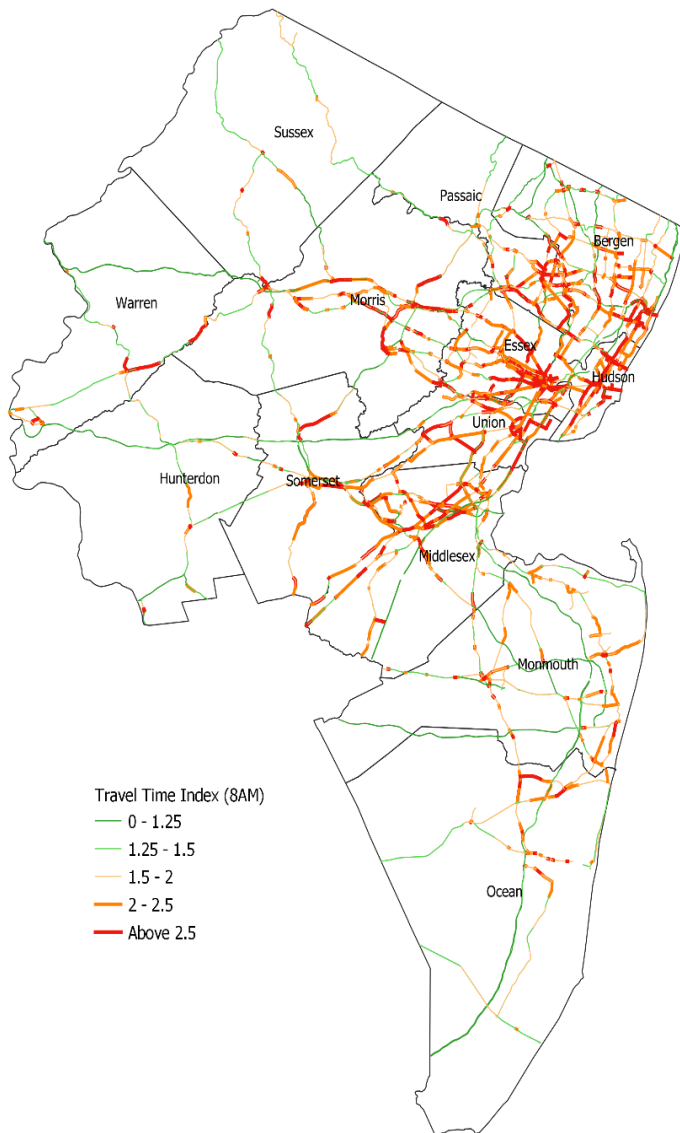 Sussex
Passaic
Bergen
Warren
Morris
Essex
Hudson
Union
Hunterdon
Somerset
Middlesex
Monmouth
Travel Time Index (8AM)
0 - 1.25
1.25 - 1.5
1.5 - 2
2 - 2.5
Ocean
Above 2.5